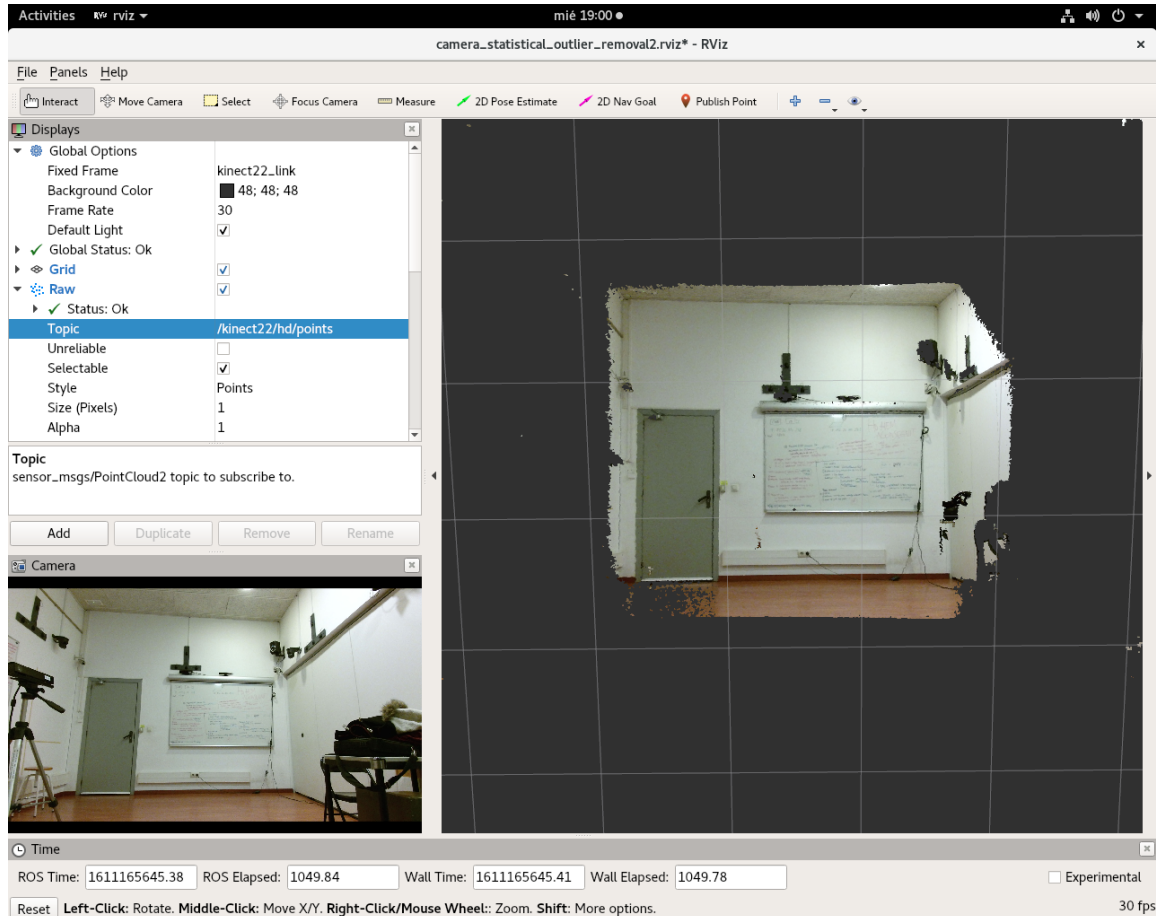 Activities RViz rviz mié 19:00
camera_statistical_outlier_removal2.rviz* - RViz
File Panels Help
Interact Move Camera Select Focus Camera Measure 2D Pose Estimate 2D Nav Goal Publish Point
Displays
Global Options
Fixed Frame kinect22_link
Background Color 48; 48; 48
Frame Rate 30
Default Light
Global Status: Ok
Grid
Raw
Status: Ok
Topic /kinect22/hd/points
Unreliable
Selectable
Style Points
Size (Pixels) 1
Alpha 1
Topic
sensor_msgs/PointCloud2 topic to subscribe to.
Add Duplicate Remove Rename
Camera
Time
ROS Time: 1611165645.38 ROS Elapsed: 1049.84 Wall Time: 1611165645.41 Wall Elapsed: 1049.78 Experimental
Reset Left-Click: Rotate. Middle-Click: Move X/Y. Right-Click/Mouse Wheel:: Zoom. Shift: More options. 30 fps